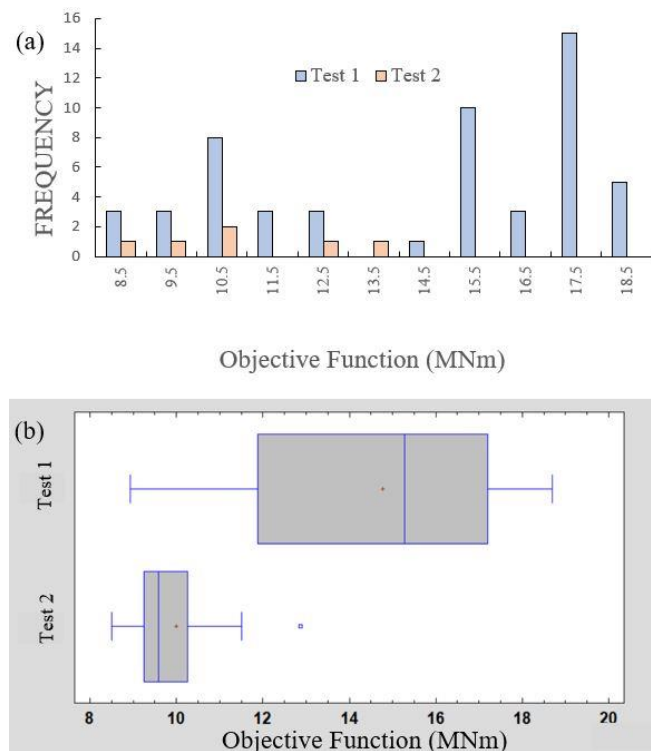 (a)
16
14
12
10
8
6
4
2
0
FREQUENCY
Test 1 Test 2
8.5 9.5 10.5 11.5 12.5 13.5 14.5 15.5 16.5 17.5 18.5
Objective Function (MNm)
(b)
Test 1
Test 2
8 10 12 14 16 18 20
Objective Function (MNm)